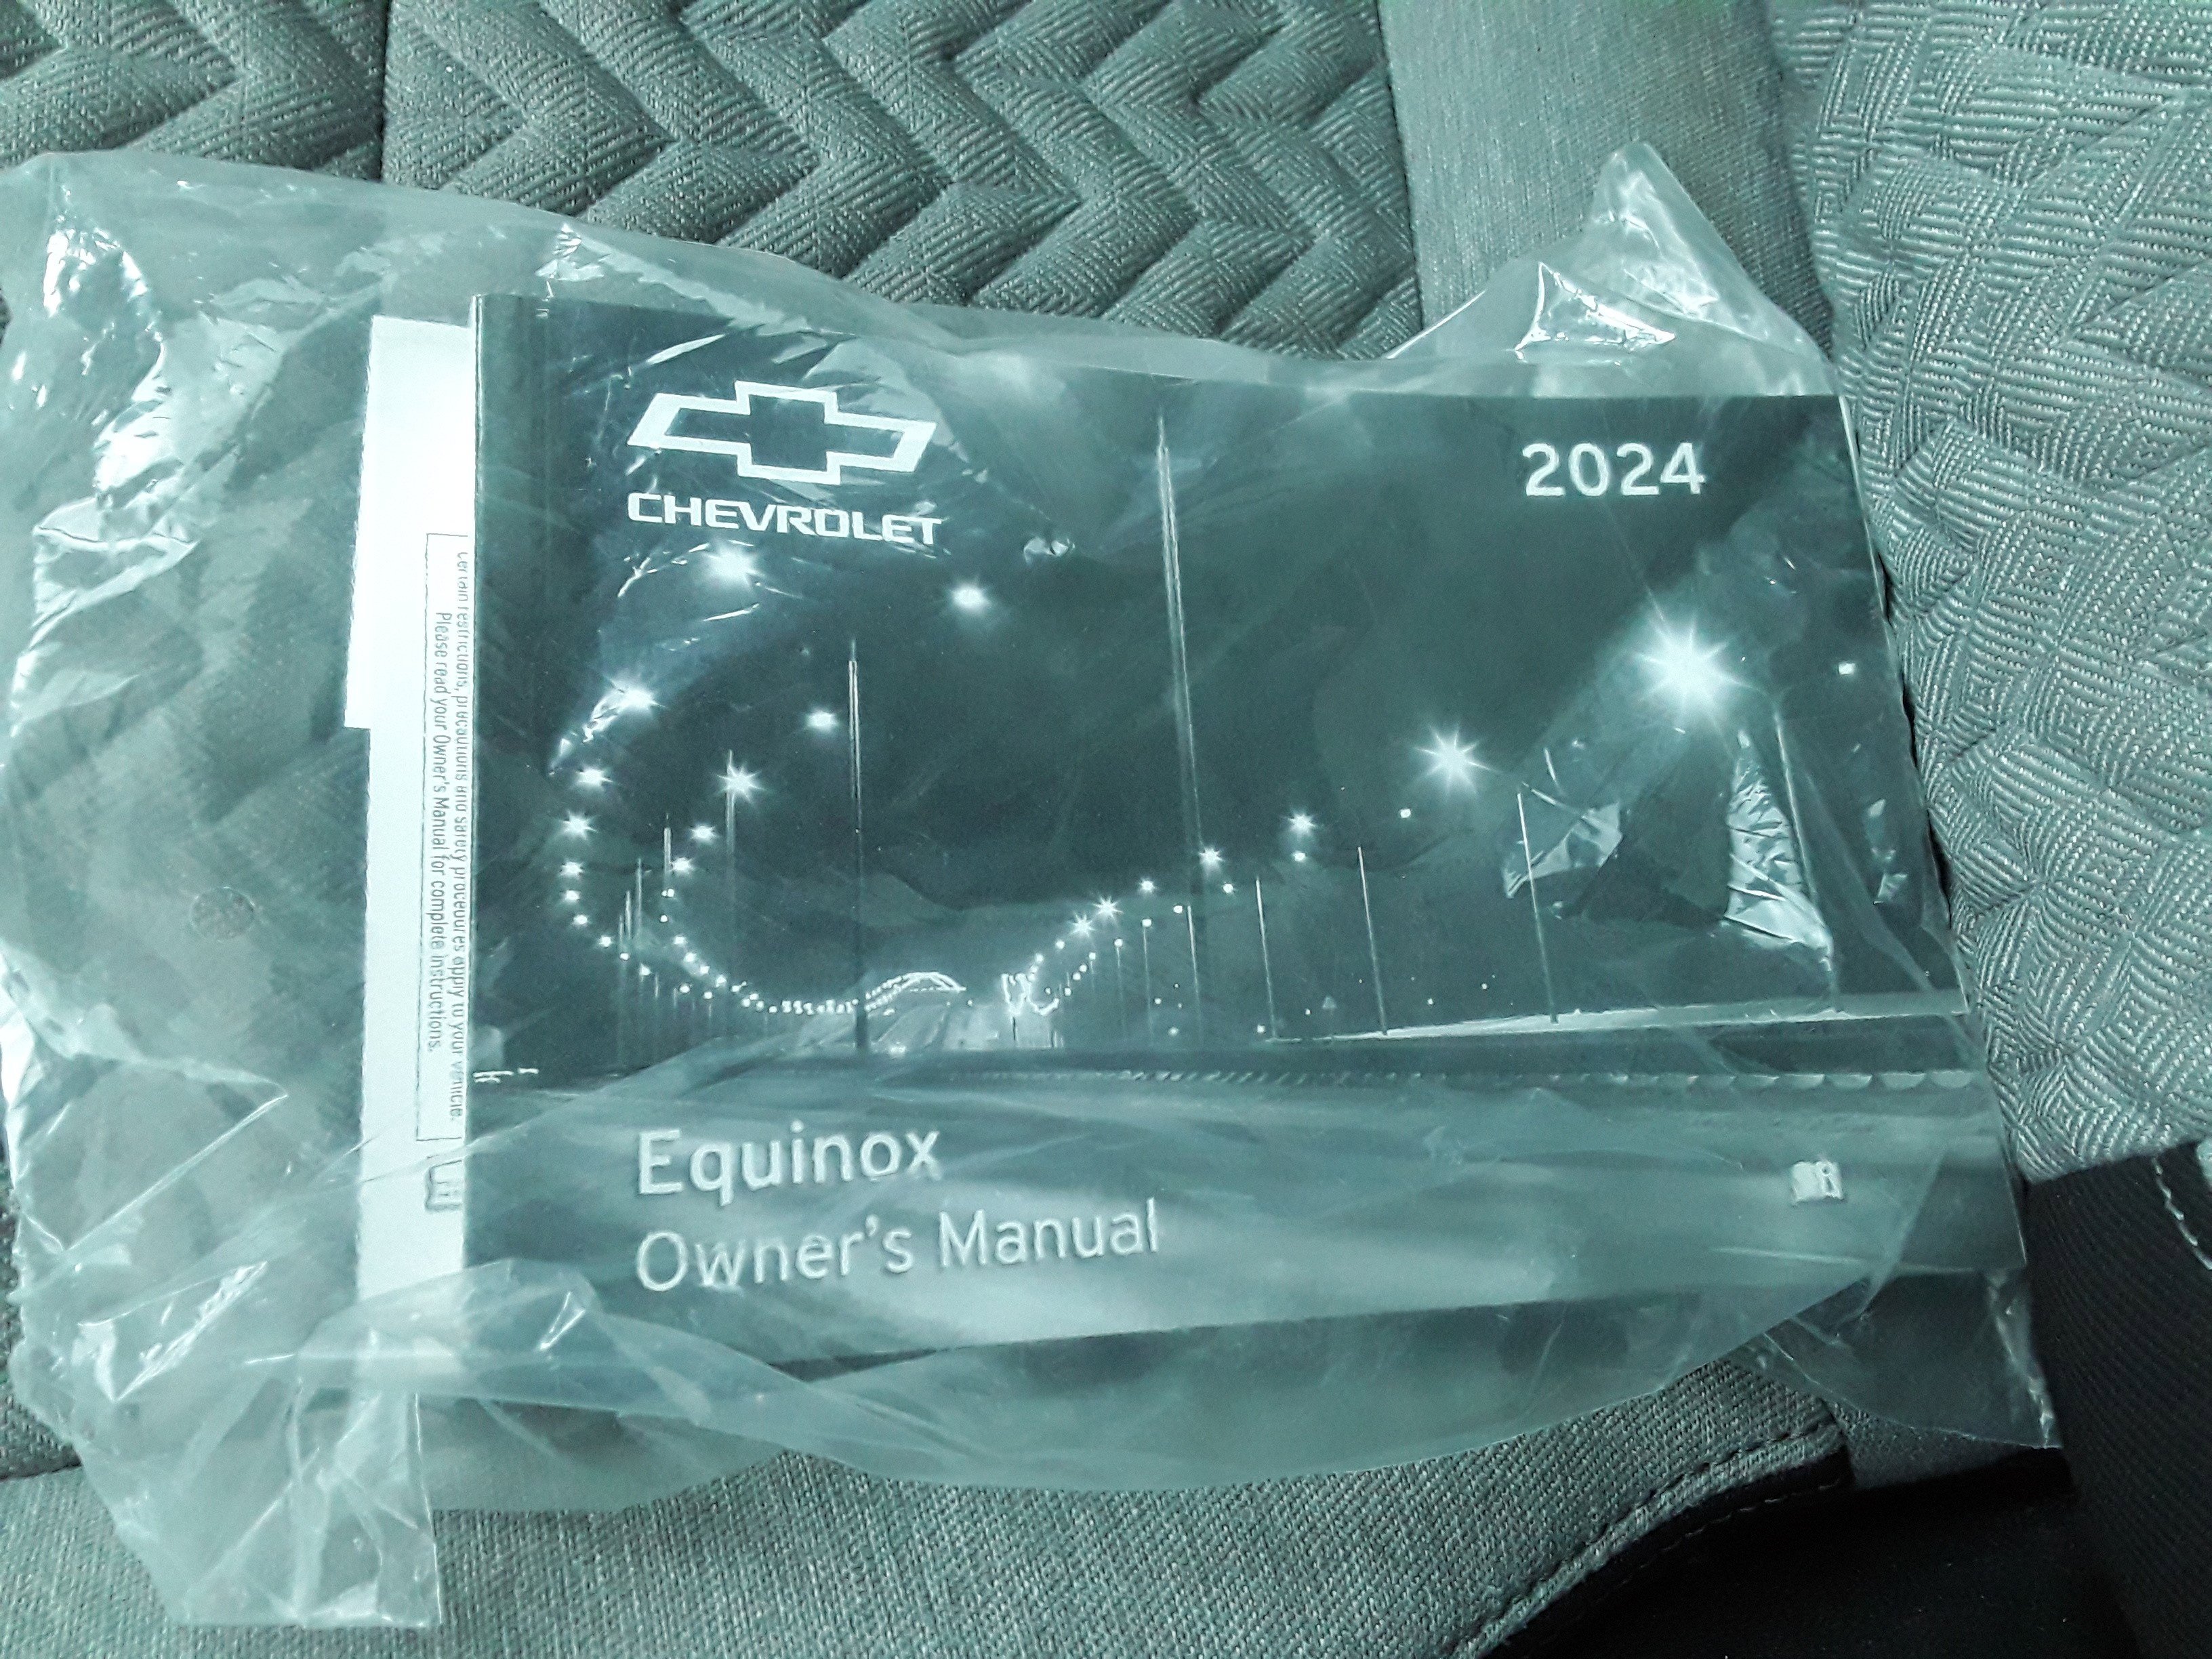 CHEVROLET
2024
certain restrictions, precautions and safety procedures apply to your vehicle.
Please read your Owner's Manual for complete instructions.
Equinox
Owner's Manual